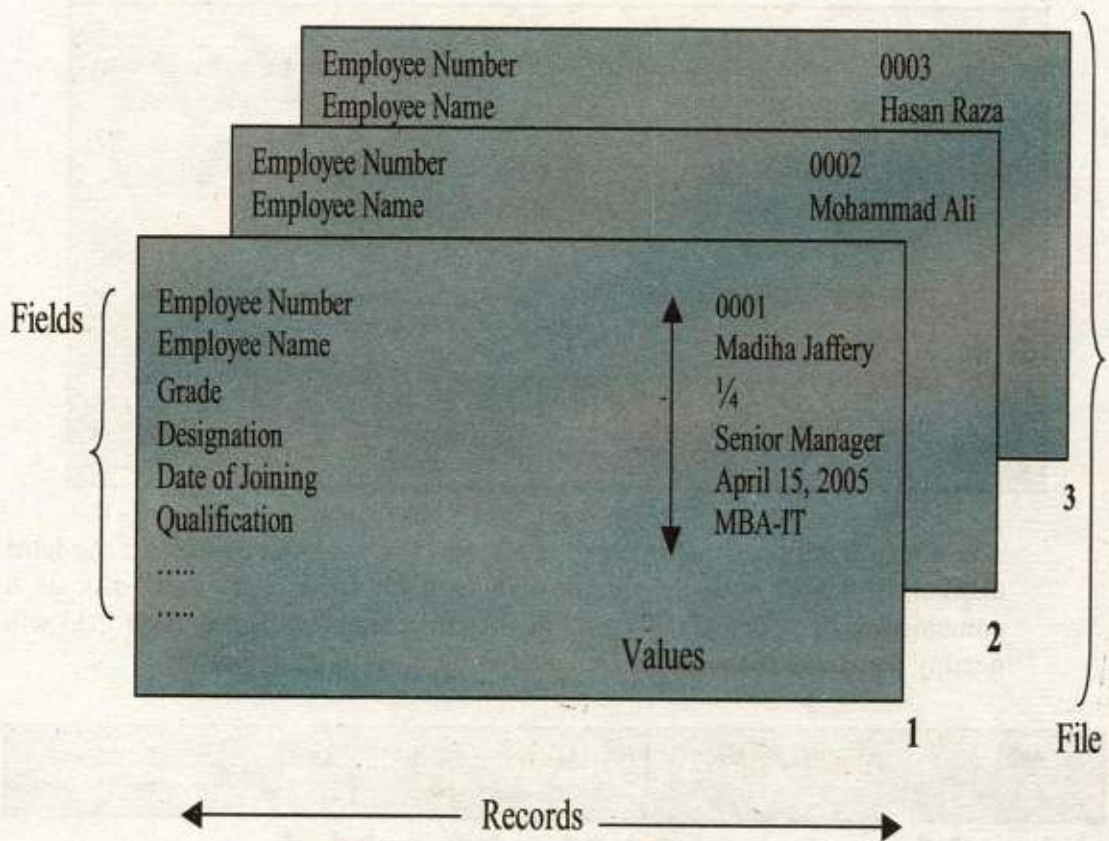 Employee Number 0003
Employee Name Hasan Raza
Employee Number 0002
Employee Name Mohammad Ali
Fields
Employee Number 0001
Employee Name Madiha Jaffery
Grade ¼
Designation Senior Manager
Date of Joining April 15, 2005
Qualification MBA-IT
.....
.....
Values
3
2
1
File
Records